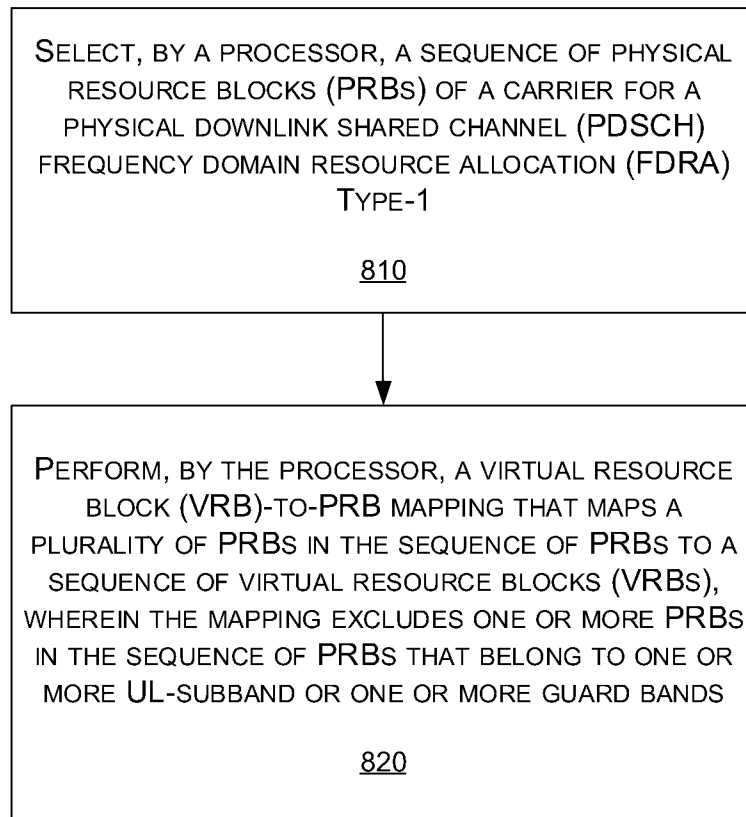 SELECT, BY A PROCESSOR, A SEQUENCE OF PHYSICAL
RESOURCE BLOCKS (PRBS) OF A CARRIER FOR A
PHYSICAL DOWNLINK SHARED CHANNEL (PDSCH)
FREQUENCY DOMAIN RESOURCE ALLOCATION (FDRA)
TYPE-1
810
PERFORM, BY THE PROCESSOR, A VIRTUAL RESOURCE
BLOCK (VRB)-TO-PRB MAPPING THAT MAPS A
PLURALITY OF PRBS IN THE SEQUENCE OF PRBS TO A
SEQUENCE OF VIRTUAL RESOURCE BLOCKS (VRBS),
WHEREIN THE MAPPING EXCLUDES ONE OR MORE PRBS
IN THE SEQUENCE OF PRBS THAT BELONG TO ONE OR
MORE UL-SUBBAND OR ONE OR MORE GUARD BANDS
820